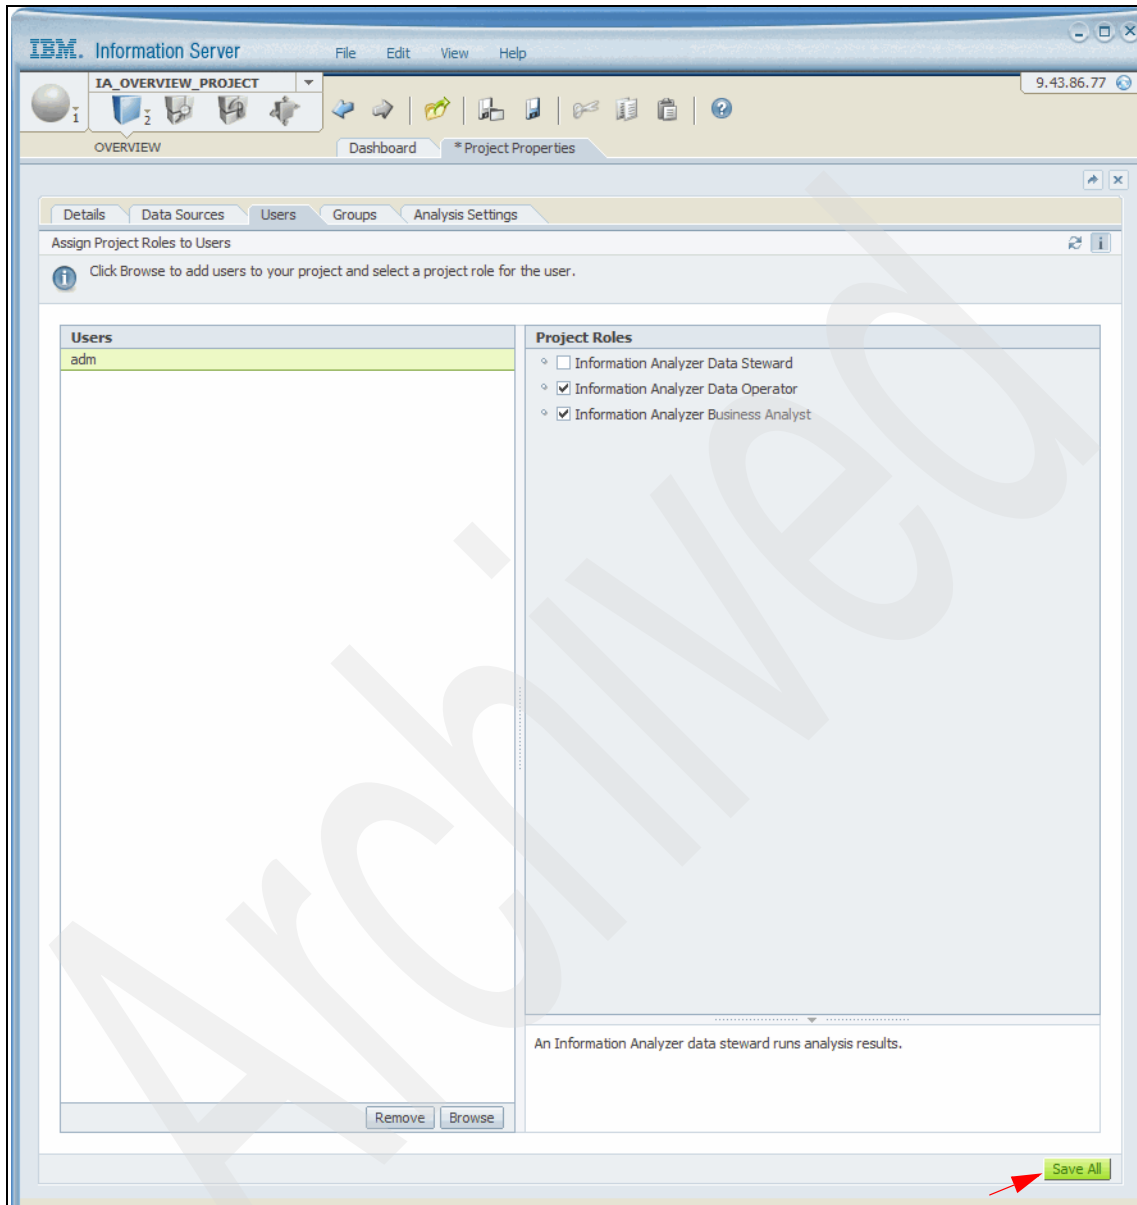 IBM. Information Server File Edit View Help
IA_OVERVIEW_PROJECT 9.43.86.77
1 2
OVERVIEW Dashboard * Project Properties
Details Data Sources Users Groups Analysis Settings
Assign Project Roles to Users
Click Browse to add users to your project and select a project role for the user.
Users Project Roles
adm
Information Analyzer Data Steward
Information Analyzer Data Operator
Information Analyzer Business Analyst
An Information Analyzer data steward runs analysis results.
Remove Browse
Save All
Archived